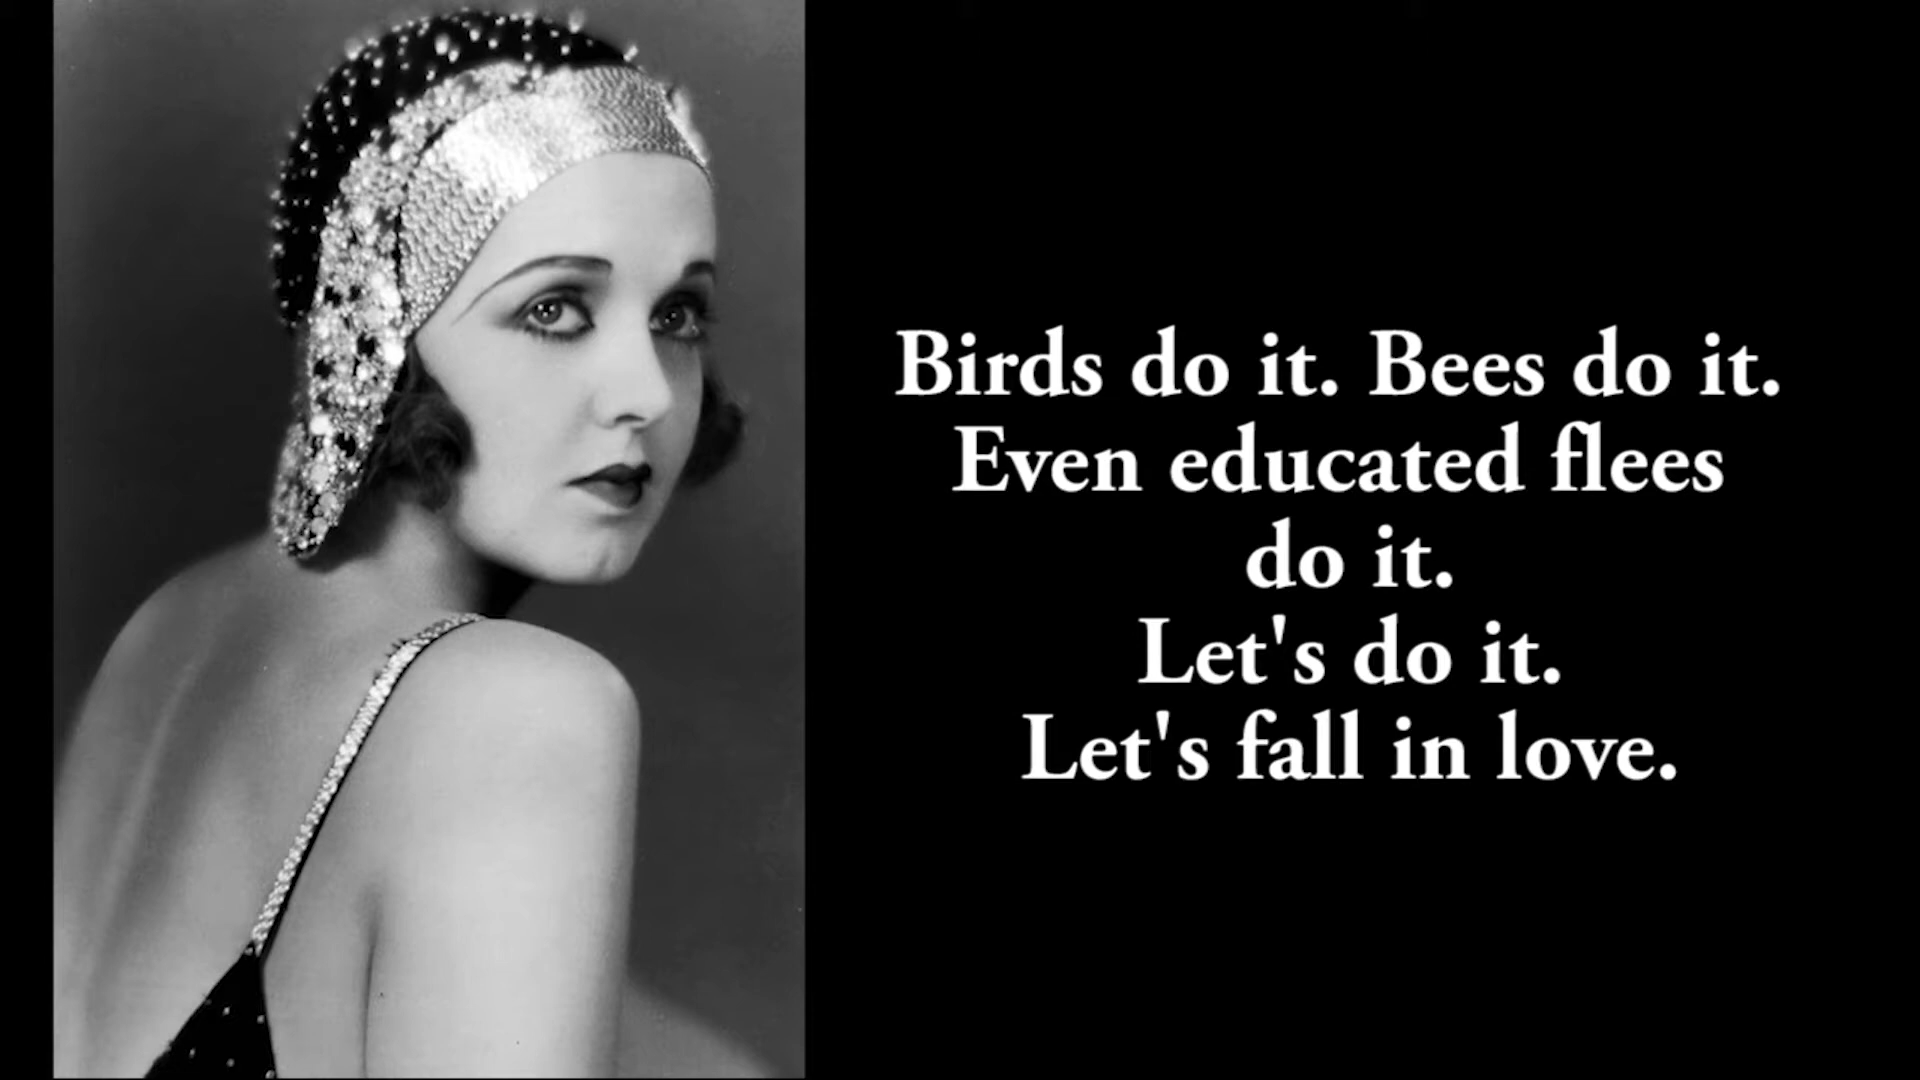 Birds do it. Bees do it.
Even educated flees
do it.
Let's do it.
Let's fall in love.